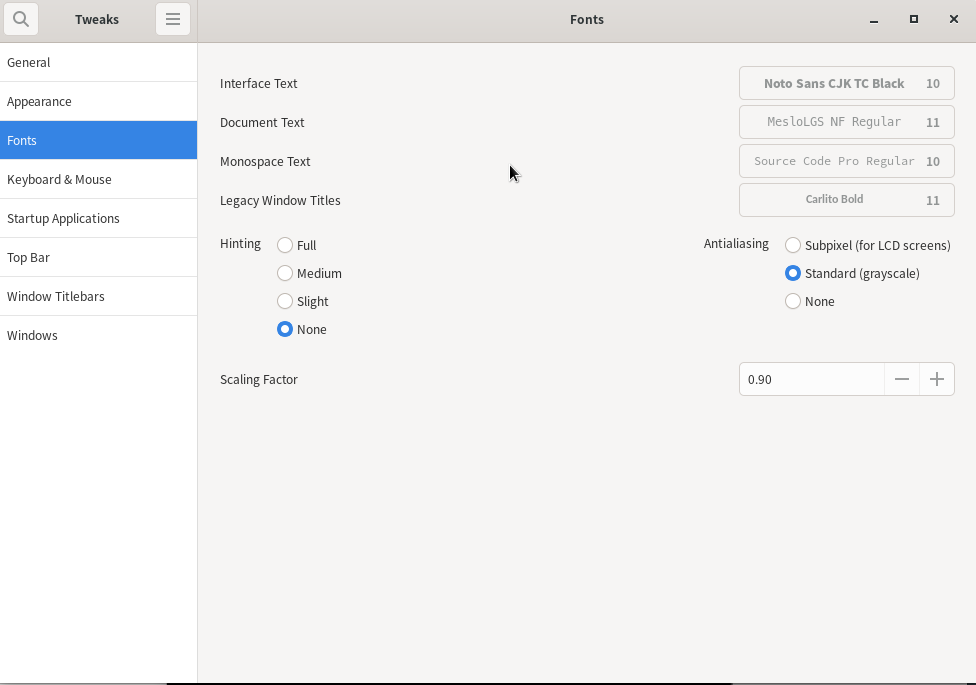 Tweaks
Fonts
General
Appearance
Fonts
Keyboard & Mouse
Startup Applications
Top Bar
Window Titlebars
Windows
Interface Text Noto Sans CJK TC Black 10
Document Text MesloLGS NF Regular 11
Monospace Text Source Code Pro Regular 10
Legacy Window Titles Carlito Bold 11
Hinting Full Antialiasing Subpixel (for LCD screens)
Medium Standard (grayscale)
Slight None
None
Scaling Factor 0.90